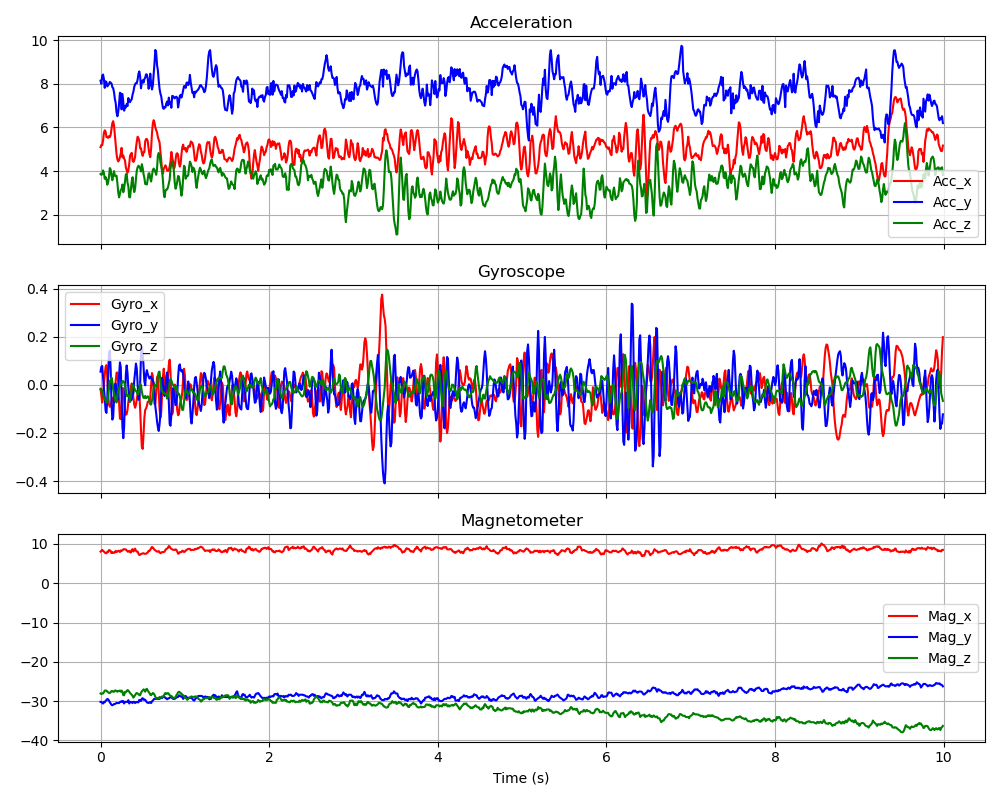 Acceleration
10
8
6
4
2
Acc_x
Acc_y
Acc_z
Gyroscope
0.4
0.2
0.0
−0.2
−0.4
Gyro_x
Gyro_y
Gyro_z
Magnetometer
10
0
−10
−20
−30
−40
Mag_x
Mag_y
Mag_z
0 2 4 6 8 10
Time (s)